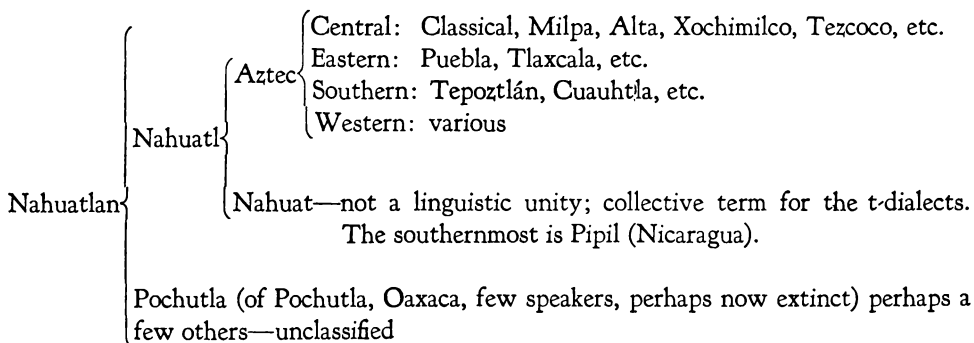 Central: Classical, Milpa, Alta, Xochimilco, Tezcoco, etc.
Eastern: Puebla, Tlaxcala, etc.
Aztec
Southern: Tepoztlán, Cuauhtla, etc.
Western: various
Nahuatl
Nahuatlan
Nahuat—not a linguistic unity; collective term for the t-dialects.
The southernmost is Pipil (Nicaragua).
Pochutla (of Pochutla, Oaxaca, few speakers, perhaps now extinct) perhaps a
few others—unclassified